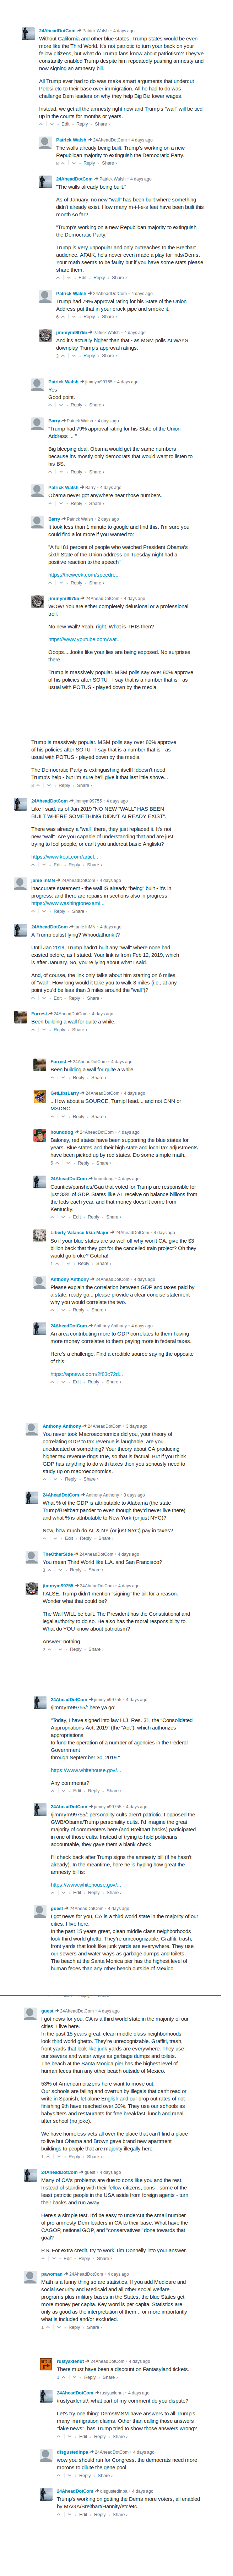 24AheadDotCom → Patrick Walsh • 4 days ago
Without California and other blue states, Trump states would be even
more like the Third World. It's not patriotic to turn your back on your
fellow citizens, but what do Trump fans know about patriotism? They've
constantly enabled Trump despite him repeatedly pushing amnesty and
now signing an amnesty bill.
All Trump ever had to do was make smart arguments that undercut
Pelosi etc to their base over immigration. All he had to do was
challenge Dem leaders on why they help Big Biz lower wages.
Instead, we get all the amnesty right now and Trump's "wall" will be tied
up in the courts for months or years.
• Edit • Reply • Share ›
Patrick Walsh → 24AheadDotCom • 4 days ago
The walls already being built. Trump's working on a new
Republican majority to extinguish the Democratic Party.
6 • Reply • Share ›
24AheadDotCom → Patrick Walsh • 4 days ago
"The walls already being built."
As of January, no new "wall" has been built where something
didn't already exist. How many m-i-l-e-s feet have been built this
month so far?
"Trump's working on a new Republican majority to extinguish
the Democratic Party."
Trump is very unpopular and only outreaches to the Breitbart
audience. AFAIK, he's never even made a play for inds/Dems.
Your math seems to be faulty but if you have some stats please
share them.
• Edit • Reply • Share ›
Patrick Walsh → 24AheadDotCom • 4 days ago
Trump had 79% approval rating for his State of the Union
Address put that in your crack pipe and smoke it.
6 • Reply • Share ›
jimmym99755 → Patrick Walsh • 4 days ago
And it's actually higher than that - as MSM polls ALWAYS
downplay Trump's approval ratings.
2 • Reply • Share ›
Patrick Walsh → jimmym99755 • 4 days ago
Yes
Good point.
• Reply • Share ›
Barry → Patrick Walsh • 4 days ago
"Trump had 79% approval rating for his State of the Union
Address ... "
Big bleeping deal. Obama would get the same numbers
because it's mostly only democrats that would want to listen to
his BS.
• Reply • Share ›
Patrick Walsh → Barry • 4 days ago
Obama never got anywhere near those numbers.
• Reply • Share ›
Barry → Patrick Walsh • 2 days ago
It took less than 1 minute to google and find this. I'm sure you
could find a lot more if you wanted to:
"A full 81 percent of people who watched President Obama's
sixth State of the Union address on Tuesday night had a
positive reaction to the speech"
https://theweek.com/speedre...
• Reply • Share ›
jimmym99755 → 24AheadDotCom • 4 days ago
WOW! You are either completely delusional or a professional
troll.
No new Wall? Yeah, right. What is THIS then?
https://www.youtube.com/wat...
Ooops.....looks like your lies are being exposed. No surprises
there.
Trump is massively popular. MSM polls say over 60% approve
of his policies after SOTU - I say that is a number that is - as
usual with POTUS - played down by the media.
Trump is massively popular. MSM polls say over 60% approve
of his policies after SOTU - I say that is a number that is - as
usual with POTUS - played down by the media.
The Democratic Party is extinguishing itself! Idoesn't need
Trump's help - but I'm sure he'll give it that last little shove...
3 • Reply • Share ›
24AheadDotCom → jimmym99755 • 4 days ago
Like I said, as of Jan 2019 "NO NEW "WALL" HAS BEEN
BUILT WHERE SOMETHING DIDN'T ALREADY EXIST".
There was already a "wall" there, they just replaced it. It's not
new "wall". Are you capable of understanding that and are you
trying to fool people, or can't you understand basic Angloski?
https://www.koat.com/articl...
• Edit • Reply • Share ›
jamie inMN → 24AheadDotCom • 4 days ago
inaccurate statement - the wall IS already "being" built - it's in
progress; and there are repairs in sections also in progress.
https://www.washingtonexami...
• Reply • Share ›
24AheadDotCom → jamie inMN • 4 days ago
A Trump cultist lying? Whodathunkit?
Until Jan 2019, Trump hadn't built any "wall" where none had
existed before, as I stated. Your link is from Feb 12, 2019, which
is after January. So, you're lying about what I said.
And, of course, the link only talks about him starting on 6 miles
of "wall". How long would it take you to walk 3 miles (i.e., at any
point you'd be less than 3 miles around the "wall")?
• Edit • Reply • Share ›
Forrest → 24AheadDotCom • 4 days ago
Been building a wall for quite a while.
• Reply • Share ›
Forrest → 24AheadDotCom • 4 days ago
Been building a wall for quite a while.
• Reply • Share ›
GetLibsLarry → 24AheadDotCom • 4 days ago
.. How about a SOURCE, TurnipHead.... and not CNN or
MSDNC...
• Reply • Share ›
hounddog → 24AheadDotCom • 4 days ago
Baloney, red states have been supporting the blue states for
years. Blue states and their high state and local tax adjustments
have been picked up by red states. Do some simple math.
5 • Reply • Share ›
24AheadDotCom → hounddog • 4 days ago
Counties/parishes/Gau that voted for Trump are responsible for
just 33% of GDP. States like AL receive on balance billions from
the feds each year, and that money doesn't come from
Kentucky.
• Edit • Reply • Share ›
Liberty Valance II → 24AheadDotCom • 4 days ago
So if your blue states are so well off why won't CA. give the $3
billion back that they got for the cancelled train project? Oh they
would go broke? Gotcha!
1 • Reply • Share ›
Anthony Anthony → 24AheadDotCom • 4 days ago
Please explain the correlation between GDP and taxes paid by
a state, ready go... please provide a clear concise statement
why you would correlate the two.
• Reply • Share ›
24AheadDotCom → Anthony Anthony • 4 days ago
An area contributing more to GDP correlates to them having
more money correlates to them paying more in federal taxes.
Here's a challenge. Find a credible source saying the opposite
of this:
https://apnews.com/2f83c72d...
• Edit • Reply • Share ›
Anthony Anthony → 24AheadDotCom • 3 days ago
You never took Macroeconomics did you, your theory of
correlating GDP to tax revenue is laughable, are you
uneducated or something? Your theory about CA producing
higher tax revenue rings true, so that is factual. But if you think
GDP has anything to do with taxes then you seriously need to
study up on macroeconomics.
• Reply • Share ›
24AheadDotCom → Anthony Anthony • 3 days ago
What % of the GDP is attributable to Alabama (the state
Trump/Breitbart pander to even though they'd never live there)
and what % is attributable to New York (or just NYC)?
Now, how much do AL & NY (or just NYC) pay in taxes?
• Edit • Reply • Share ›
TheOtherSide → 24AheadDotCom • 4 days ago
You mean Third World like L.A. and San Francisco?
3 • Reply • Share ›
jimmym99755 → 24AheadDotCom • 4 days ago
FALSE. Trump didn't mention "signing" the bill for a reason.
Wonder what that could be?
The Wall WILL be built. The President has the Constitutional and
legal authority to do so. He also has the moral responsibility to.
What do YOU know about patriotism?
Answer: nothing.
2 • Reply • Share ›
24AheadDotCom → jimmym99755 • 4 days ago
/jimmym99755/: here ya go:
"Today, I have signed into law H.J. Res. 31, the “Consolidated
Appropriations Act, 2019” (the “Act”), which authorizes
appropriations
to fund the operation of a number of agencies in the Federal
Government
through September 30, 2019."
https://www.whitehouse.gov/...
Any comments?
• Edit • Reply • Share ›
24AheadDotCom → jimmym99755 • 4 days ago
/jimmym99755/: personality cults aren't patriotic. I opposed the
GWB/Obama/Trump personality cults. I'd imagine the great
majority of commenters here (and Breitbart hacks) participated
in one of those cults. Instead of trying to hold politicians
accountable, they gave them a blank check.
I'll check back after Trump signs the amnesty bill (if he hasn't
already). In the meantime, here he is hyping how great the
amnesty bill is:
https://www.whitehouse.gov/...
• Edit • Reply • Share ›
guest → 24AheadDotCom • 4 days ago
I got news for you, CA is a third world state in the majority of our
cities. I live here.
In the past 15 years great, clean middle class neighborhoods
look third world ghetto. They're unrecognizable. Graffiti, trash,
front yards that look like junk yards are everywhere. They use
our sewers and water ways as garbage dumps and toilets.
The beach at the Santa Monica pier has the highest level of
human feces than any other beach outside of Mexico.
guest → 24AheadDotCom • 4 days ago
I got news for you, CA is a third world state in the majority of our
cities. I live here.
In the past 15 years great, clean middle class neighborhoods
look third world ghetto. They're unrecognizable. Graffiti, trash,
front yards that look like junk yards are everywhere. They use
our sewers and water ways as garbage dumps and toilets.
The beach at the Santa Monica pier has the highest level of
human feces than any other beach outside of Mexico.
53% of American citizens here want to move out.
Our schools are failing and overrun by illegals that can't read or
write in Spanish, let alone English and our drop out rates of not
finishing 9th have reached over 30%. They use our schools as
babysitters and restaurants for free breakfast, lunch and meal
after school (no joke).
We have homeless vets all over the place that can't find a place
to live but Obama and Brown gave brand new apartment
buildings to people that are majority illegally here.
1 • Reply • Share ›
24AheadDotCom → guest • 4 days ago
Many of CA's problems are due to cons like you and the rest.
Instead of standing with their fellow citizens, cons - some of the
least patriotic people in the USA aside from foreign agents - turn
their backs and run away.
Here's a simple test. It'd be easy to undercut the small number
of pro-amnesty Dem leaders in CA to their base. What have the
CAGOP, national GOP, and "conservatives" done towards that
goal?
P.S. For extra credit, try to work Tim Donnelly into your answer.
• Edit • Reply • Share ›
pawnman → 24AheadDotCom • 4 days ago
Math is a funny thing so are statistics. If you add Medicare and
social security and Medicaid and all other social welfare
programs plus military bases in the States, the blue States get
more money per capita. Key word is per capita. Statistics are
only as good as the interpretation of them .. or more importantly
what is included and/or excluded.
1 • Reply • Share ›
rustyaxlenut → 24AheadDotCom • 4 days ago
There must have been a discount on Fantasyland tickets.
1 • Reply • Share ›
24AheadDotCom → rustyaxlenut • 4 days ago
/rustyaxlenut/: what part of my comment do you dispute?
Let's try one thing: Dems/MSM have answers to all Trump's
many immigration claims. Other than calling those answers
"fake news", has Trump tried to show those answers wrong?
• Edit • Reply • Share ›
disgustedinpa → 24AheadDotCom • 4 days ago
wow you should run for Congress. the democrats need more
morons to dilute the gene pool
• Reply • Share ›
24AheadDotCom → disgustedinpa • 4 days ago
Trump's working on getting the Dems more voters, all enabled
by MAGA/Breitbart/Hannity/etc/etc.
• Edit • Reply • Share ›